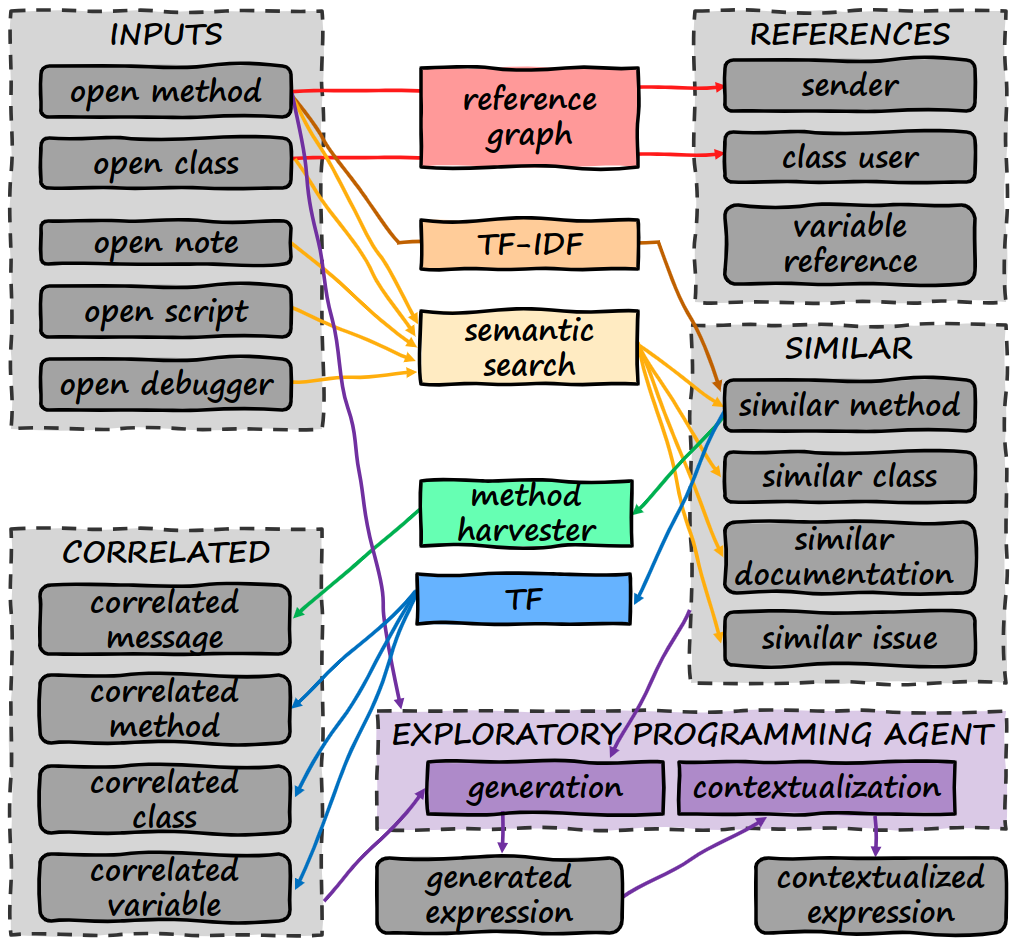 INPUTS
open method
open class
open note
open script
open debugger
reference
graph
TF-IDF
semantic
search
method
harvester
TF
REFERENCES
sender
class user
variable
reference
SIMILAR
similar method
similar class
similar
documentation
similar issue
CORRELATED
correlated
message
correlated
method
correlated
class
correlated
variable
EXPLORATORY PROGRAMMING AGENT
generation
contextualization
generated
expression
contextualized
expression